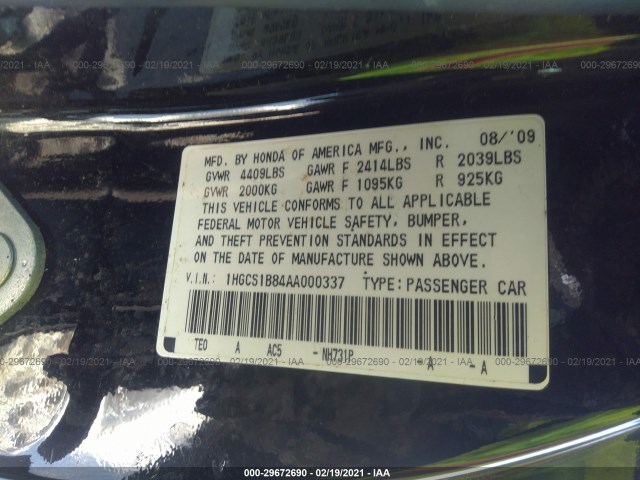 000-29672690 - 02/19/2021 - IAA
MFD. BY HONDA OF AMERICA MFG., INC. 08/'09
GVWR 4409LBS GAWR F 2414LBS R 2039LBS
GVWR 2000KG GAWR F 1095KG R 925KG
THIS VEHICLE CONFORMS TO ALL APPLICABLE
FEDERAL MOTOR VEHICLE SAFETY, BUMPER,
AND THEFT PREVENTION STANDARDS IN EFFECT
ON THE DATE OF MANUFACTURE SHOWN ABOVE.
V.I.N.: 1HGCS1B84AA000337 TYPE: PASSENGER CAR
TE0 A AC5 - NH731P - A - A
000-29672690 - 02/19/2021 - IAA